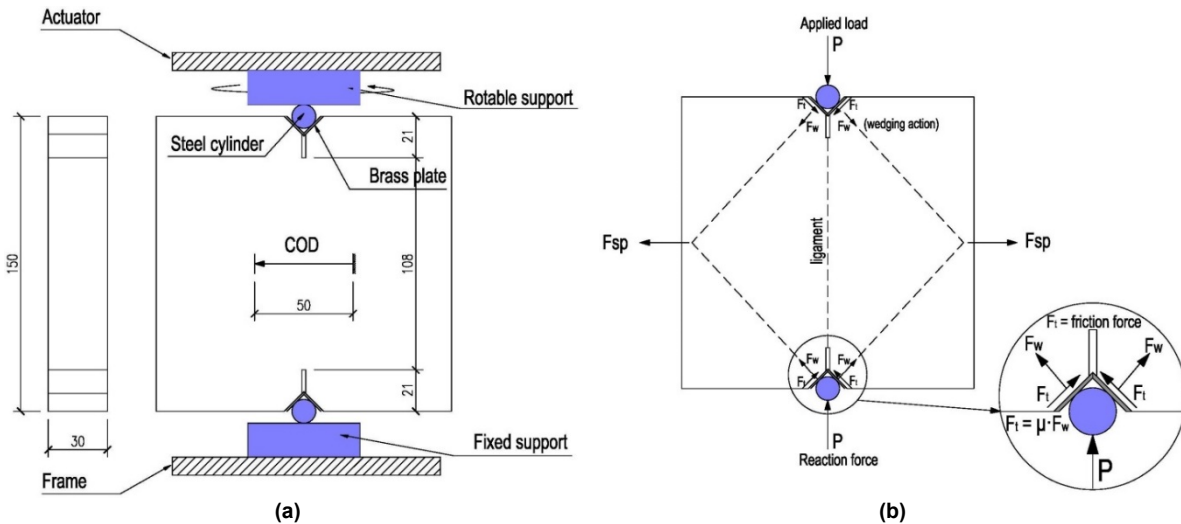 Actuator
Rotable support
Steel cylinder
Brass plate
21
150
COD
50
108
21
30
Fixed support
Frame
(a)
Applied load
P
Ft
Ft
Fw
Fw
(wedging action)
Fsp
Fsp
ligament
Fw
Fw
Ft
Ft
P
Reaction force
Ft = friction force
Fw
Fw
Ft
Ft
Ft = μ·Fw
P
(b)